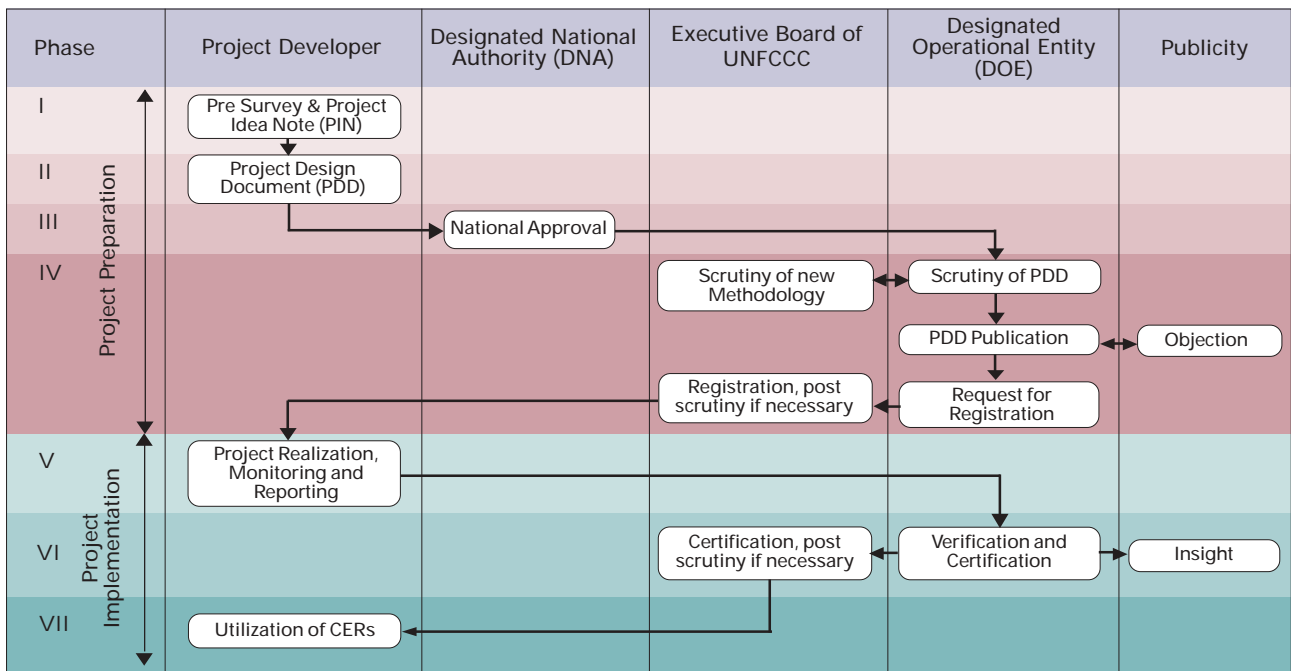 Phase
Project Developer
Designated National
Authority (DNA)
Executive Board of
UNFCCC
Designated
Operational Entity
(DOE)
Publicity
Project Preparation
I
Pre Survey & Project
Idea Note (PIN)
II
Project Design
Document (PDD)
III
National Approval
IV
Scrutiny of new
Methodology
Scrutiny of PDD
PDD Publication
Objection
Registration, post
scrutiny if necessary
Request for
Registration
Project
Implementation
V
Project Realization,
Monitoring and
Reporting
VI
Certification, post
scrutiny if necessary
Verification and
Certification
Insight
VII
Utilization of CERs